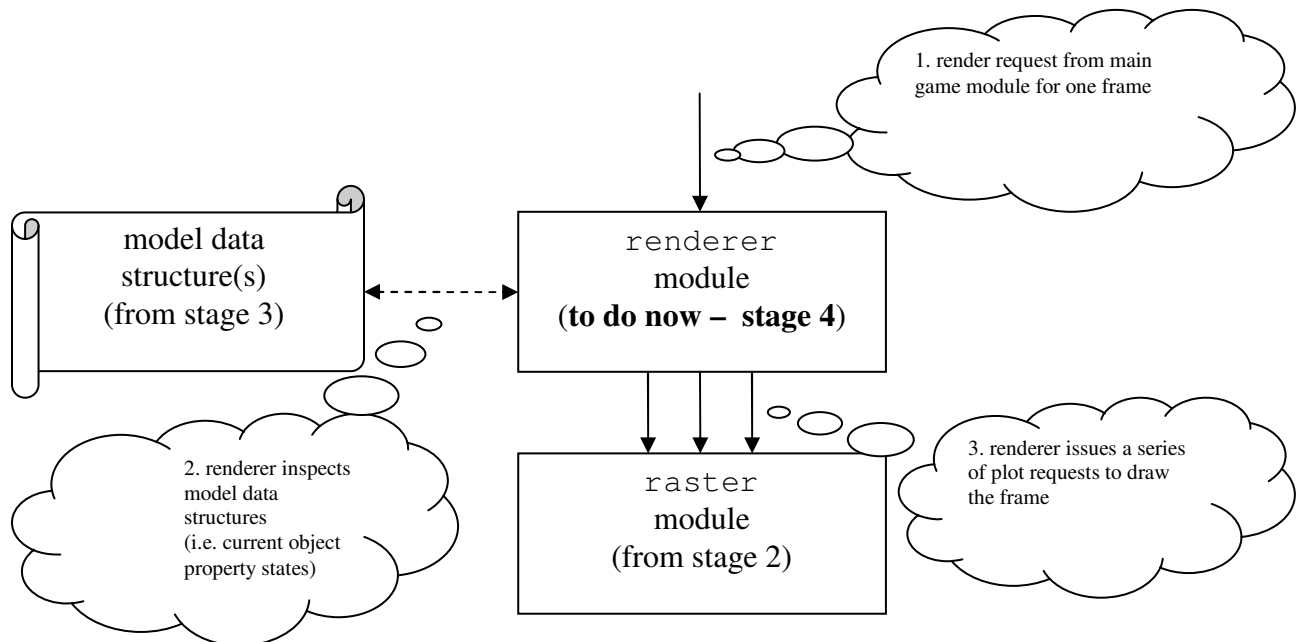 1. render request from main
game module for one frame
model data
structure(s)
(from stage 3)
renderer
module
(to do now – stage 4)
2. renderer inspects
model data
structures
(i.e. current object
property states)
raster
module
(from stage 2)
3. renderer issues a series
of plot requests to draw
the frame